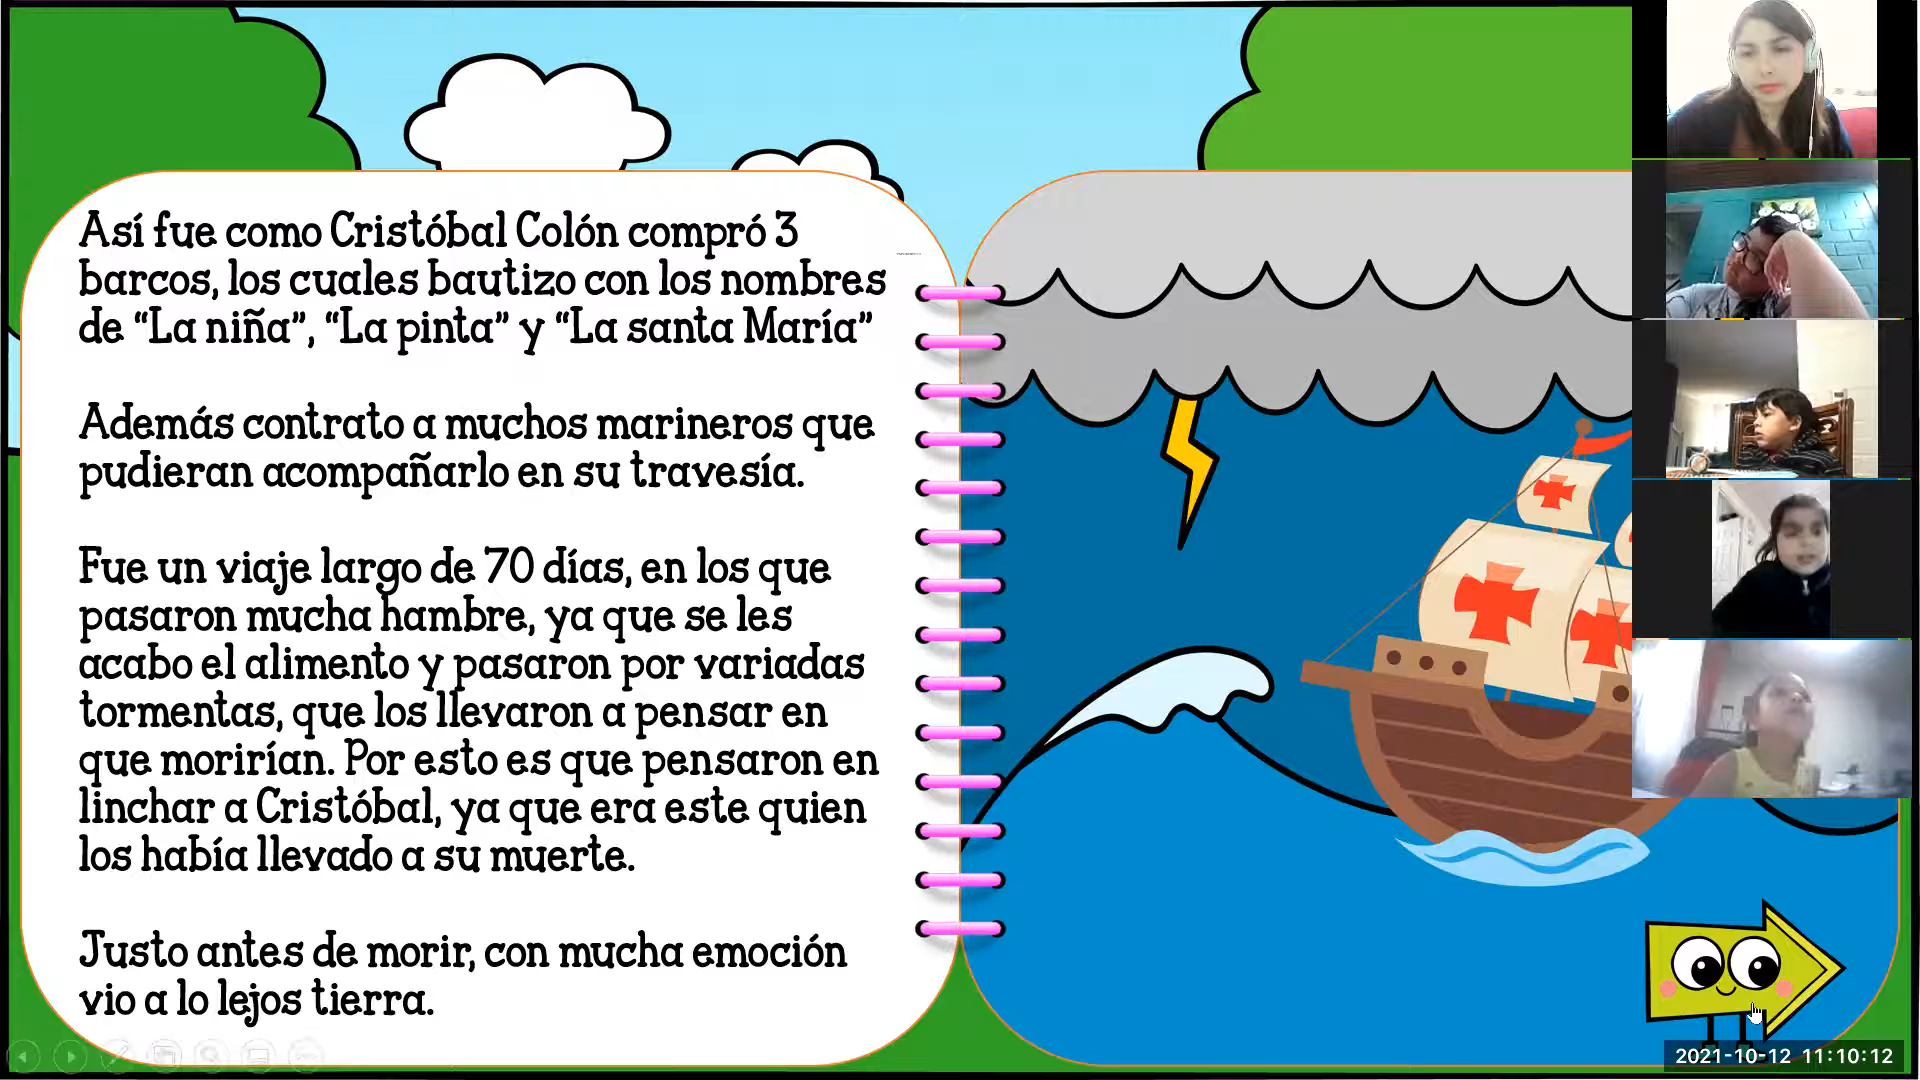 Así fue como Cristóbal Colón compró 3
barcos, los cuales bautizo con los nombres
de “La niña”, “La pinta” y “La santa María”
Además contrato a muchos marineros que
pudieran acompañarlo en su travesía.
Fue un viaje largo de 70 días, en los que
pasaron mucha hambre, ya que se les
acabo el alimento y pasaron por variadas
tormentas, que los llevaron a pensar en
que morirían. Por esto es que pensaron en
linchar a Cristóbal, ya que era este quien
los había llevado a su muerte.
Justo antes de morir, con mucha emoción
vio a lo lejos tierra.
2021-10-12 11:10:12